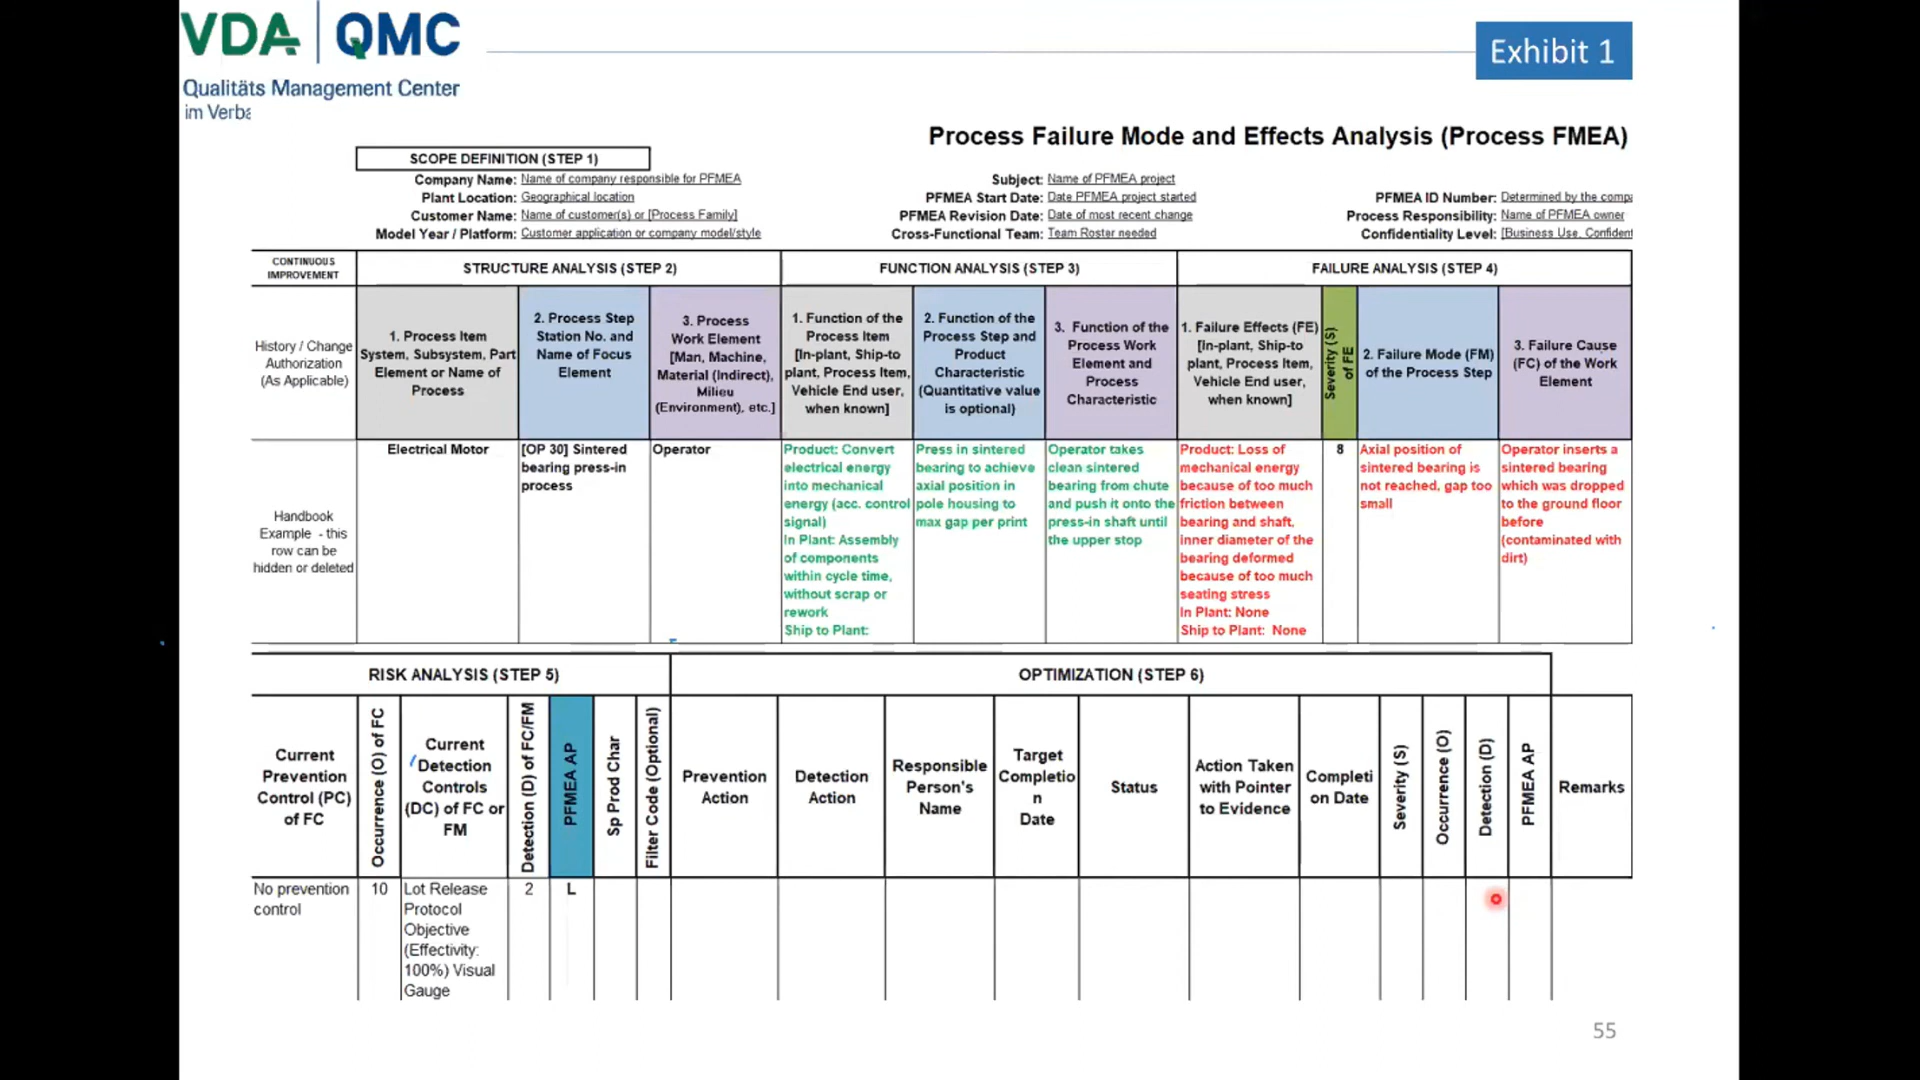 VDA QMC
Exhibit 1
Qualitäts Management Center
im Verba
Process Failure Mode and Effects Analysis (Process FMEA)
SCOPE DEFINITION (STEP 1)
Company Name: Name of company responsible for PFMEA
Plant Location: Geographical location
Customer Name: Name of customer(s) or [Process Family]
Model Year / Platform: Customer application or company model/style
Subject: Name of PFMEA project
PFMEA Start Date: Date PFMEA project started
PFMEA Revision Date: Date of most recent change
Cross-Functional Team: Team Roster needed
PFMEA ID Number: Determined by the compa
Process Responsibility: Name of PFMEA owner
Confidentiality Level: [Business Use, Confident
CONTINUOUS
IMPROVEMENT
STRUCTURE ANALYSIS (STEP 2)
FUNCTION ANALYSIS (STEP 3)
FAILURE ANALYSIS (STEP 4)
History / Change
Authorization
(As Applicable)
1. Process Item
System, Subsystem, Part
Element or Name of
Process
2. Process Step
Station No. and
Name of Focus
Element
3. Process
Work Element
[Man, Machine,
Material (Indirect),
Milieu
(Environment), etc.]
1. Function of the
Process Item
[In-plant, Ship-to
plant, Process Item,
Vehicle End user,
when known]
2. Function of the
Process Step and
Product
Characteristic
(Quantitative value
is optional)
3. Function of the
Process Work
Element and
Process
Characteristic
1. Failure Effects (FE)
[In-plant, Ship-to
plant, Process Item,
Vehicle End user,
when known]
Severity (S)
of FE
2. Failure Mode (FM)
of the Process Step
3. Failure Cause
(FC) of the Work
Element
Handbook
Example - this
row can be
hidden or deleted
Electrical Motor
[OP 30] Sintered
bearing press-in
process
Operator
Product: Convert
electrical energy
into mechanical
energy (acc. control
signal)
In Plant: Assembly
of components
within cycle time,
without scrap or
rework
Ship to Plant:
Press in sintered
bearing to achieve
axial position in
pole housing to
max gap per print
Operator takes
clean sintered
bearing from chute
and push it onto the
press-in shaft until
the upper stop
Product: Loss of
mechanical energy
because of too much
friction between
bearing and shaft,
inner diameter of the
bearing deformed
because of too much
seating stress
In Plant: None
Ship to Plant: None
8
Axial position of
sintered bearing is
not reached, gap too
small
Operator inserts a
sintered bearing
which was dropped
to the ground floor
before
(contaminated with
dirt)
RISK ANALYSIS (STEP 5)
OPTIMIZATION (STEP 6)
Current
Prevention
Control (PC)
of FC
Occurrence (O) of FC
Current
Detection
Controls
(DC) of FC or
FM
Detection (D) of FC/FM
PFMEA AP
Sp Prod Char
Filter Code (Optional)
Prevention
Action
Detection
Action
Responsible
Person's
Name
Target
Completio
n
Date
Status
Action Taken
with Pointer
to Evidence
Completi
on Date
Severity (S)
Occurrence (O)
Detection (D)
PFMEA AP
Remarks
No prevention
control
10
Lot Release
Protocol
Objective
(Effectivity:
100%) Visual
Gauge
2
L
55